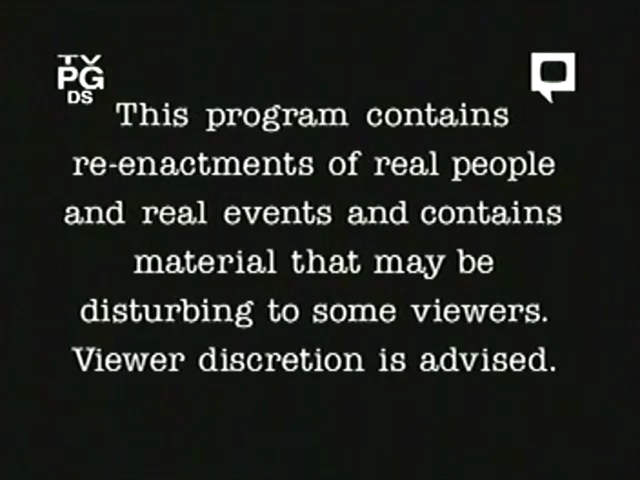 TV
PG
DS
This program contains
re-enactments of real people
and real events and contains
material that may be
disturbing to some viewers.
Viewer discretion is advised.